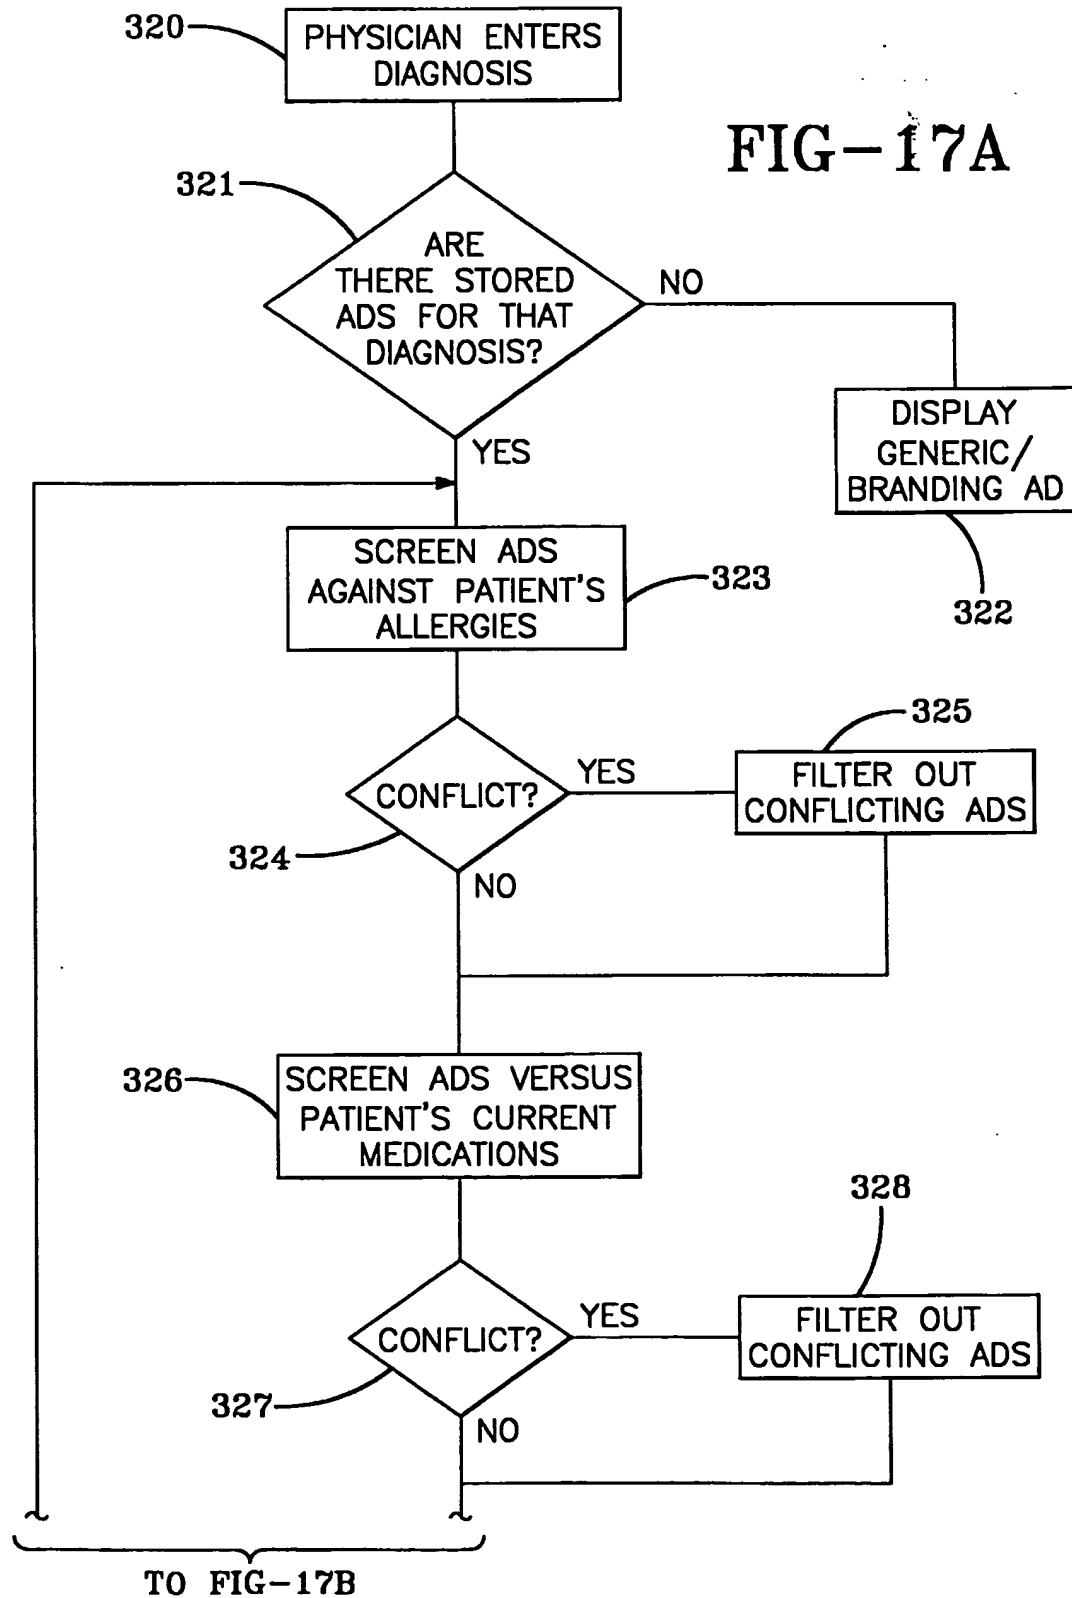 320
PHYSICIAN ENTERS
DIAGNOSIS
FIG-17A
321
ARE
THERE STORED
ADS FOR THAT
DIAGNOSIS?
NO
YES
DISPLAY
GENERIC/
BRANDING AD
322
SCREEN ADS
AGAINST PATIENT'S
ALLERGIES
323
CONFLICT?
324
YES
NO
325
FILTER OUT
CONFLICTING ADS
326
SCREEN ADS VERSUS
PATIENT'S CURRENT
MEDICATIONS
328
CONFLICT?
327
YES
NO
FILTER OUT
CONFLICTING ADS
TO FIG-17B